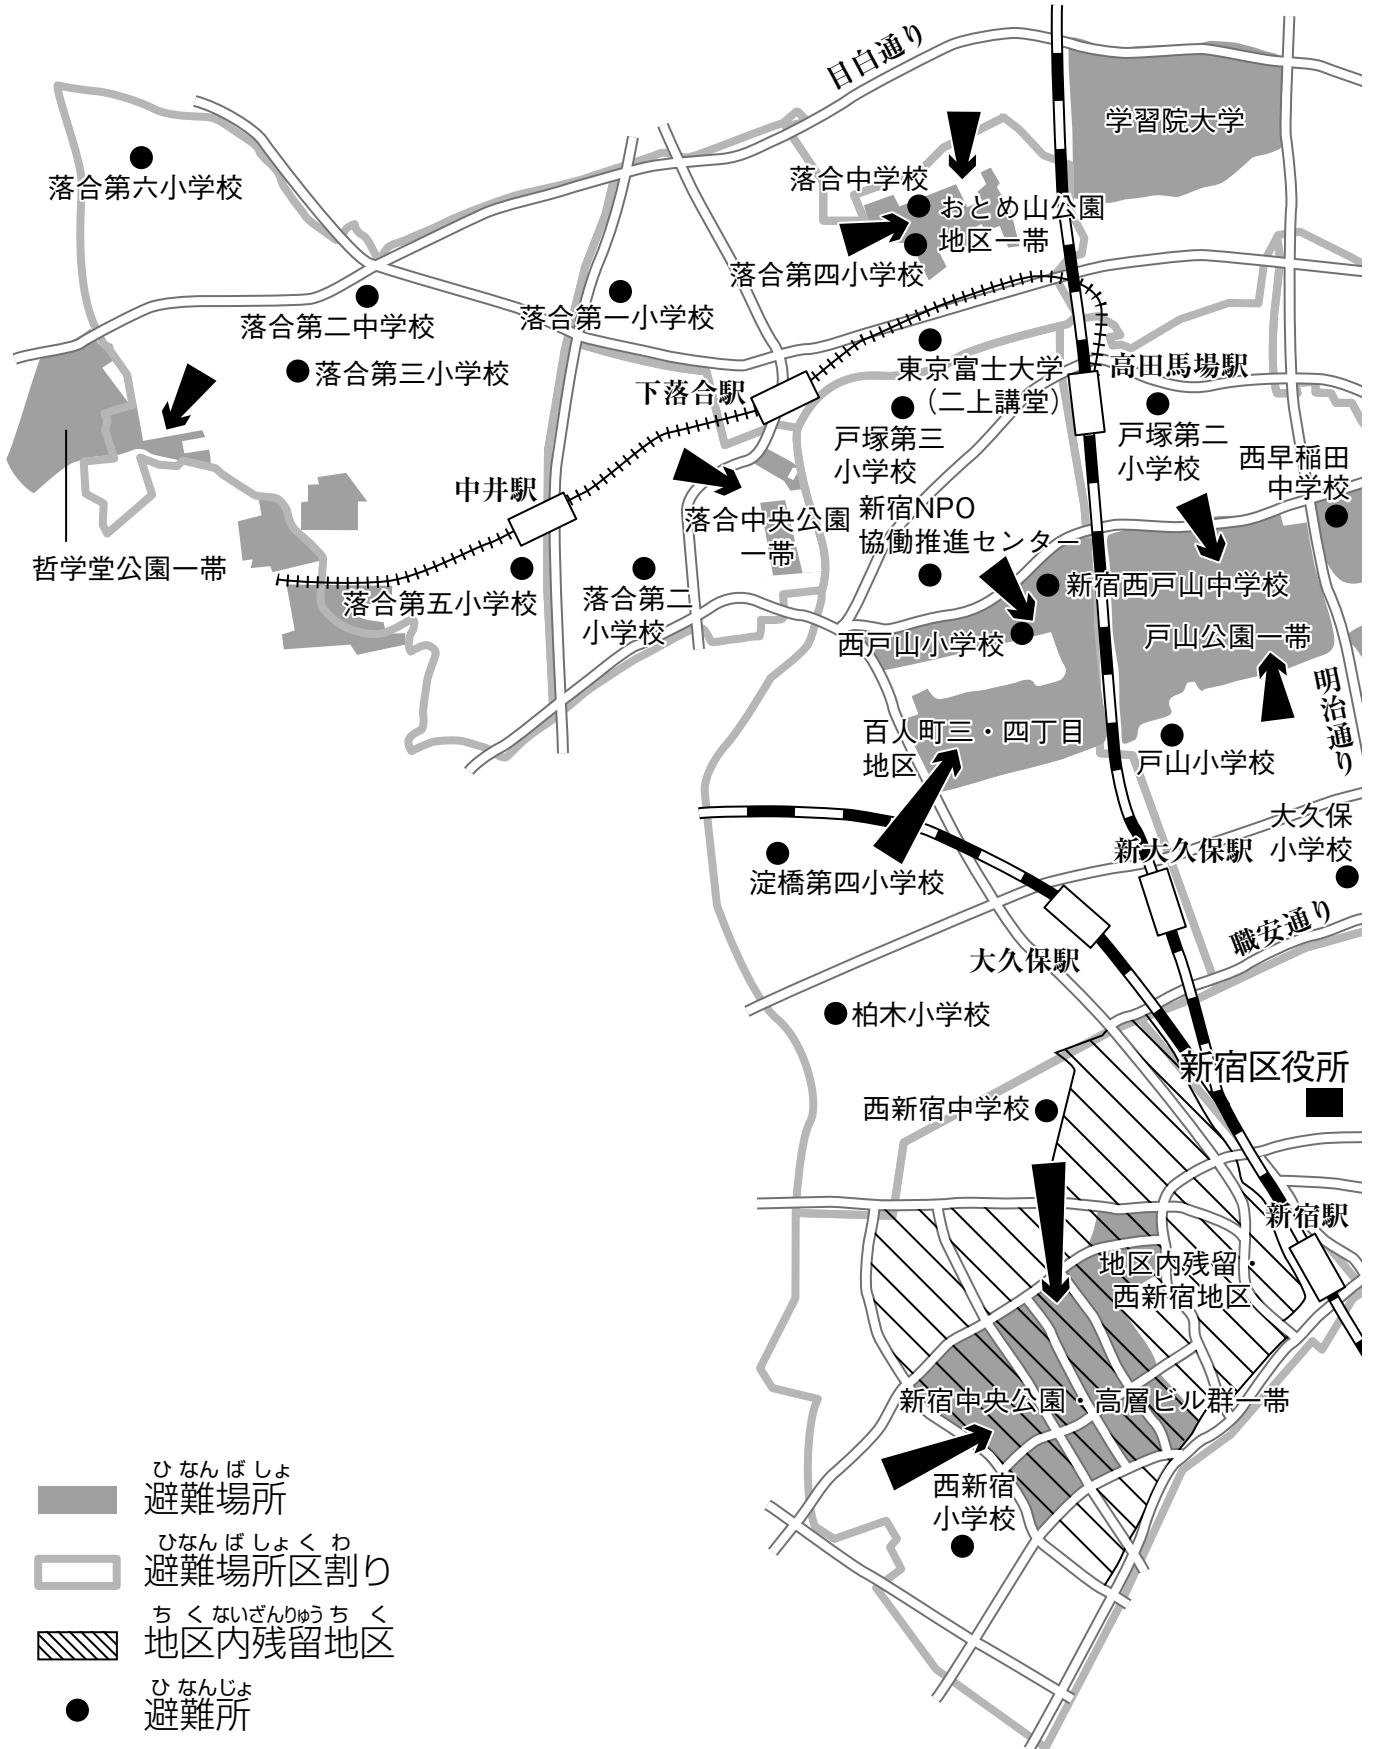 目白通り
学習院大学
落合第六小学校
落合中学校
おとめ山公園
地区一帯
落合第四小学校
落合第二中学校
落合第一小学校
落合第三小学校
下落合駅
東京富士大学
（二上講堂）
高田馬場駅
戸塚第三
小学校
戸塚第二
小学校
西早稲田
中学校
中井駅
落合中央公園
一帯
新宿NPO
協働推進センター
哲学堂公園一帯
落合第五小学校
落合第二
小学校
新宿西戸山中学校
西戸山小学校
戸山公園一帯
明治通り
百人町三・四丁目
地区
戸山小学校
大久保
小学校
新大久保駅
淀橋第四小学校
職安通り
大久保駅
柏木小学校
新宿区役所
西新宿中学校
新宿駅
地区内残留・
西新宿地区
新宿中央公園・高層ビル群一帯
西新宿
小学校
ひなんばしょ
避難場所
ひなんばしょくわ
避難場所区割り
ちくないざんりゅうちく
地区内残留地区
ひなんじょ
避難所